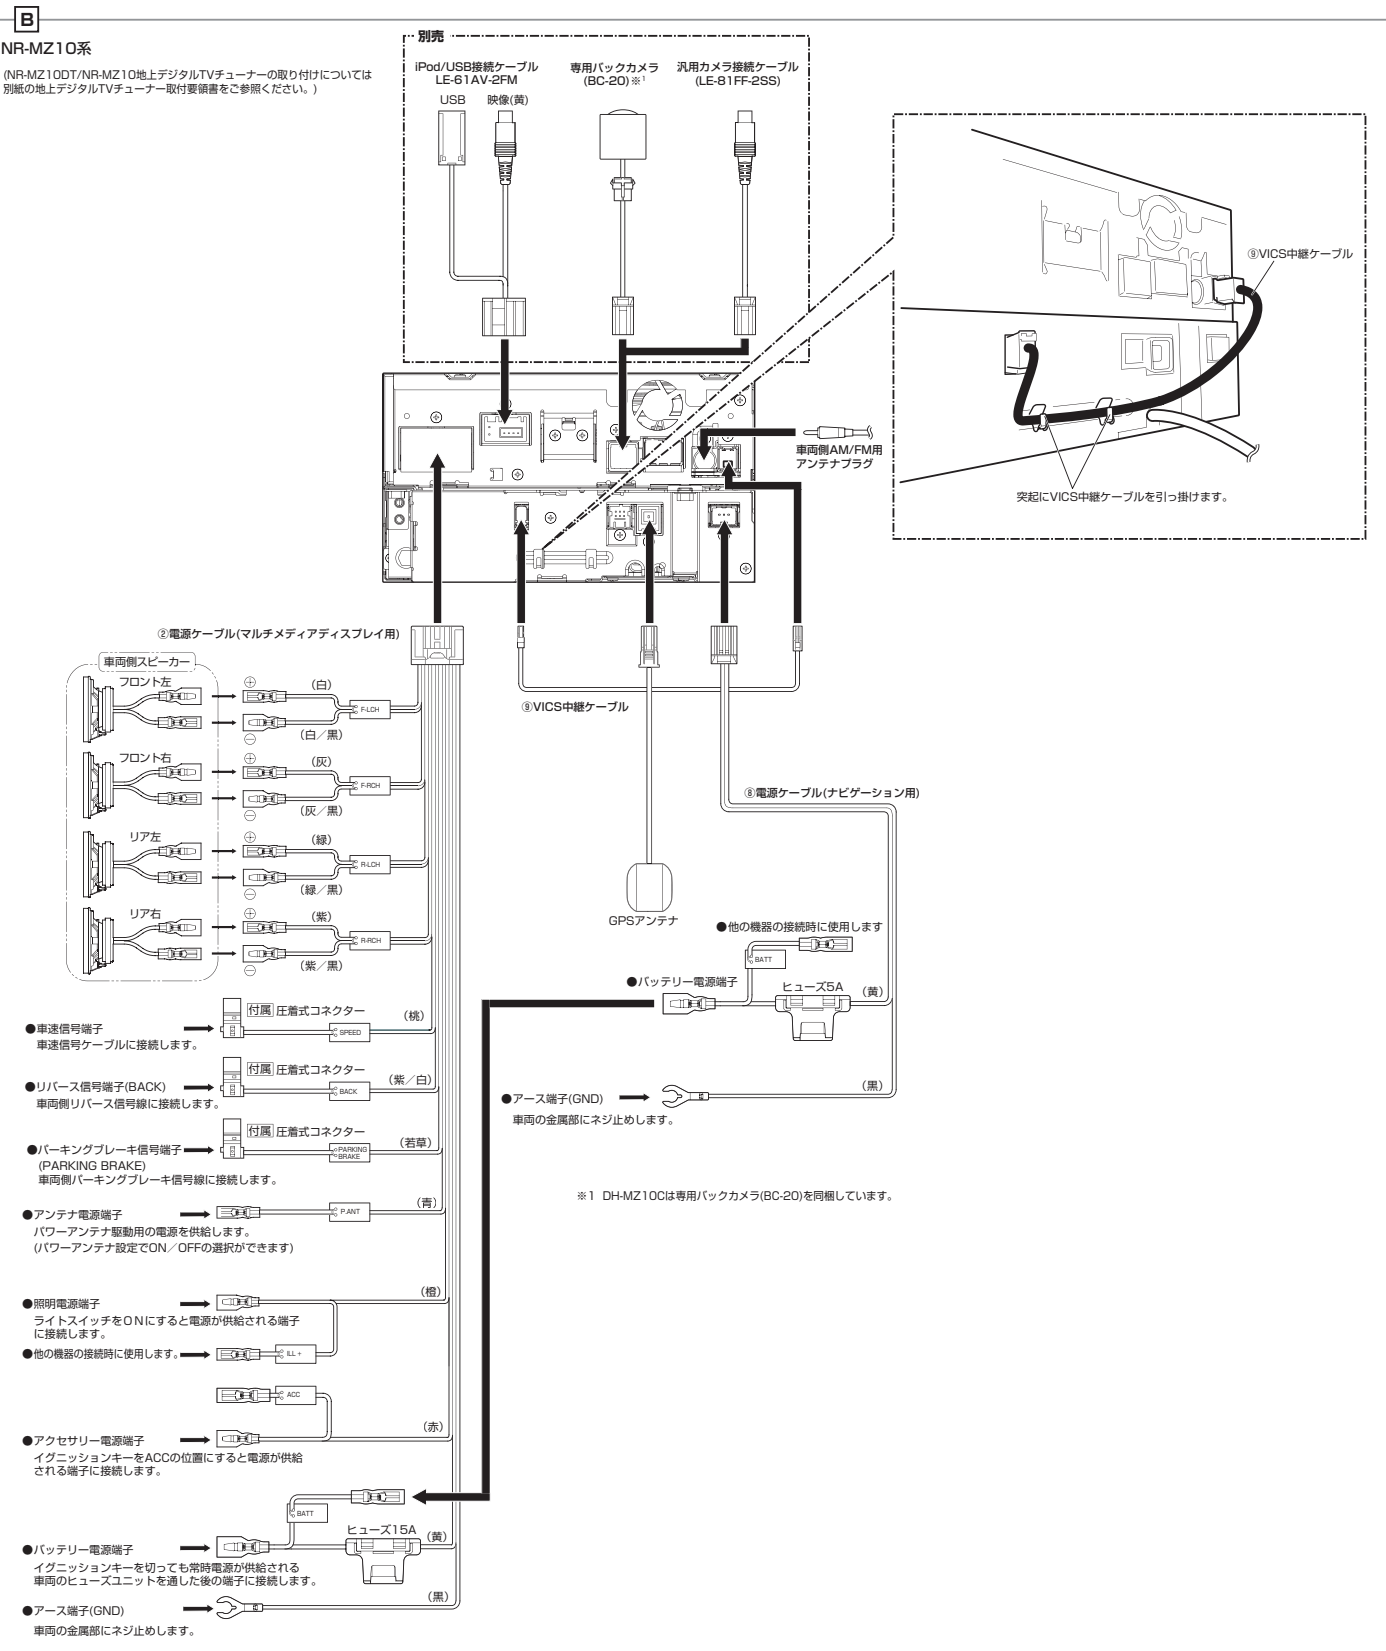 B
NR-MZ10系
(NR-MZ10DT/NR-MZ10地上デジタルTVチューナーの取り付けについては
別紙の地上デジタルTVチューナー取付要領書をご参照ください。)
別売
iPod/USB接続ケーブル
LE-61AV-2FM
USB
映像(黄)
専用バックカメラ
(BC-20)※1
汎用カメラ接続ケーブル
(LE-81FF-2SS)
⑨VICS中継ケーブル
突起にVICS中継ケーブルを引っ掛けます。
車両側AM/FM用
アンテナプラグ
②電源ケーブル(マルチメディアディスプレイ用)
車両側スピーカー
フロント左
⊕
(白)
F-LCH
(白／黒)
⊖
フロント右
⊕
(灰)
F-RCH
(灰／黒)
⊖
リア左
⊕
(緑)
R-LCH
(緑／黒)
⊖
リア右
⊕
(紫)
R-RCH
(紫／黒)
⊖
⑨VICS中継ケーブル
⑧電源ケーブル(ナビゲーション用)
GPSアンテナ
●他の機器の接続時に使用します
BATT
●バッテリー電源端子
ヒューズ5A
(黄)
(黒)
●アース端子(GND)
車両の金属部にネジ止めします。
※1 DH-MZ10Cは専用バックカメラ(BC-20)を同梱しています。
付属 圧着式コネクター
(桃)
SPEED
●車速信号端子
車速信号ケーブルに接続します。
付属 圧着式コネクター
(紫／白)
BACK
●リバース信号端子(BACK)
車両側リバース信号線に接続します。
付属 圧着式コネクター
(若草)
PARKING
BRAKE
●パーキングブレーキ信号端子
(PARKING BRAKE)
車両側パーキングブレーキ信号線に接続します。
(青)
P.ANT
●アンテナ電源端子
パワーアンテナ駆動用の電源を供給します。
(パワーアンテナ設定でON／OFFの選択ができます)
(橙)
●照明電源端子
ライトスイッチをONにすると電源が供給される端子
に接続します。
●他の機器の接続時に使用します。
ILL +
ACC
(赤)
●アクセサリー電源端子
イグニッションキーをACCの位置にすると電源が供給
される端子に接続します。
BATT
ヒューズ15A
(黄)
●バッテリー電源端子
イグニッションキーを切っても常時電源が供給される
車両のヒューズユニットを通した後の端子に接続します。
(黒)
●アース端子(GND)
車両の金属部にネジ止めします。